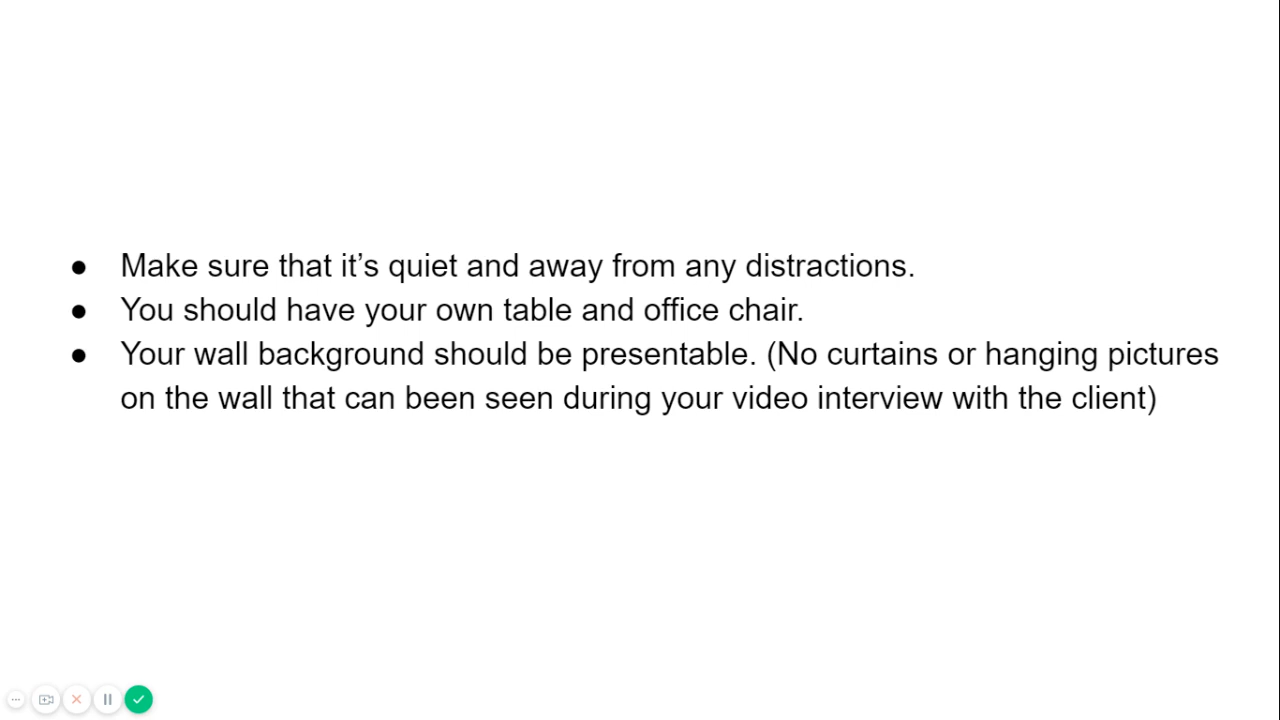 ● Make sure that it’s quiet and away from any distractions.
● You should have your own table and office chair.
● Your wall background should be presentable. (No curtains or hanging pictures
on the wall that can been seen during your video interview with the client)